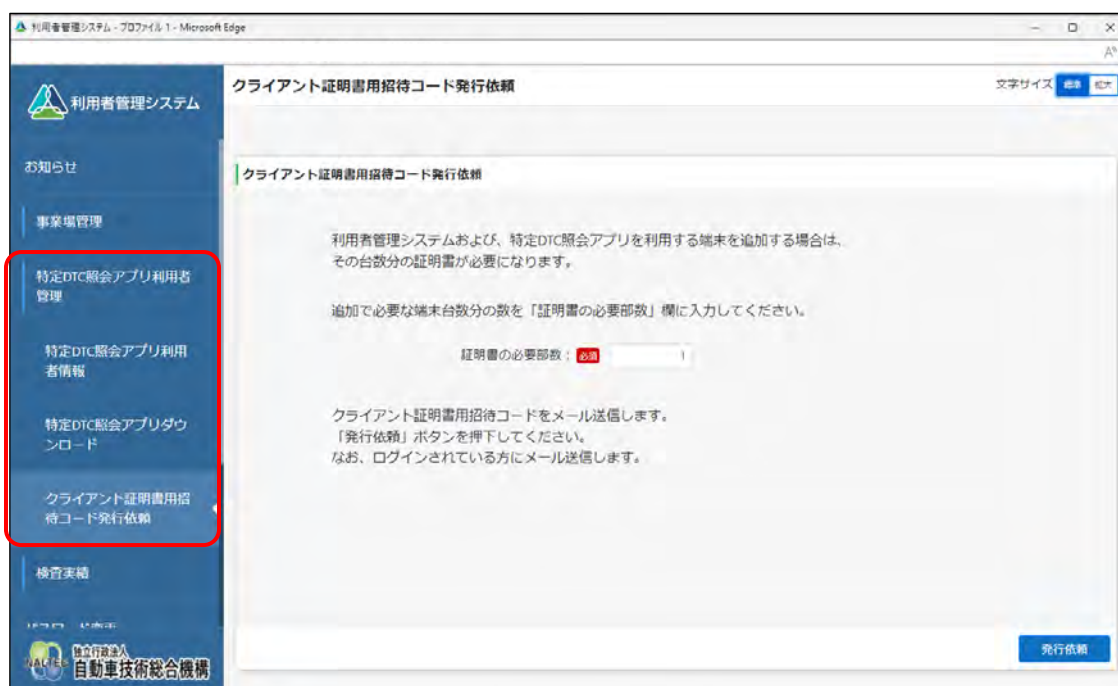 利用者管理システム - プロファイル 1 - Microsoft Edge
利用者管理システム
クライアント証明書用招待コード発行依頼
文字サイズ 標準 拡大
お知らせ
事業場管理
特定DTC照会アプリ利用者
管理
特定DTC照会アプリ利用
者情報
特定DTC照会アプリダウ
ンロード
クライアント証明書用招
待コード発行依頼
検査実績
独立行政法人
自動車技術総合機構
クライアント証明書用招待コード発行依頼
利用者管理システムおよび、特定DTC照会アプリを利用する端末を追加する場合は、
その台数分の証明書が必要になります。
追加で必要な端末台数分の数を「証明書の必要部数」欄に入力してください。
証明書の必要部数: 必須 1
クライアント証明書用招待コードをメール送信します。
「発行依頼」ボタンを押下してください。
なお、ログインされている方にメール送信します。
発行依頼